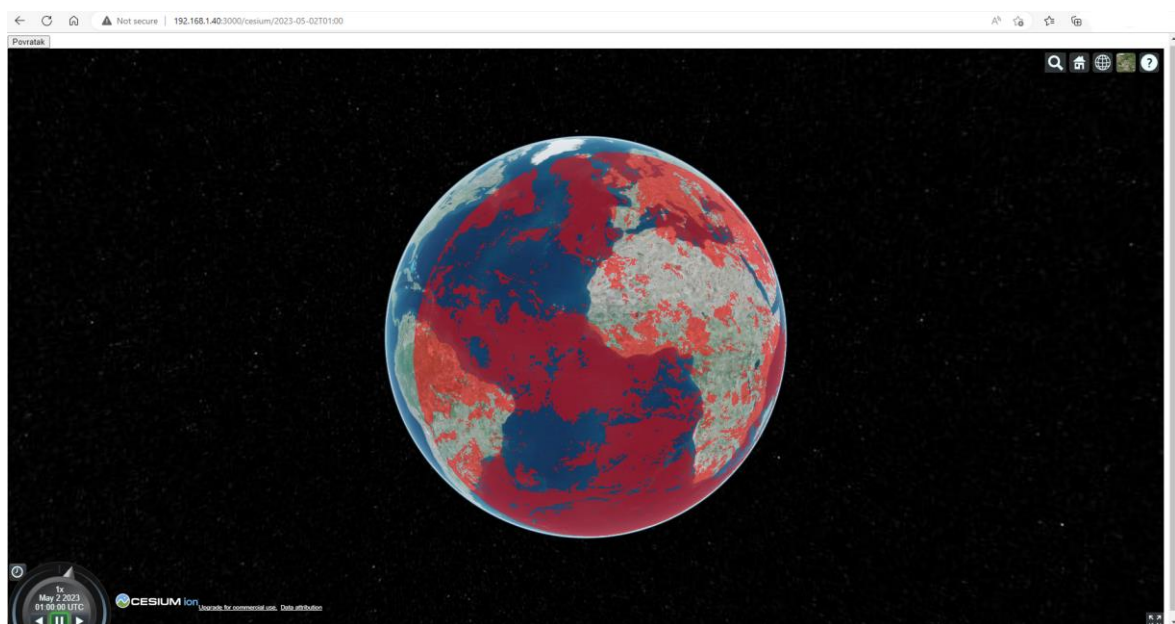 Not secure | 192.168.1.40:3000/cesium/2023-05-02T01:00
Povratak
1x
May 2 2023
01:00:00 UTC
CESIUM ion Upgrade for commercial use. Data attribution